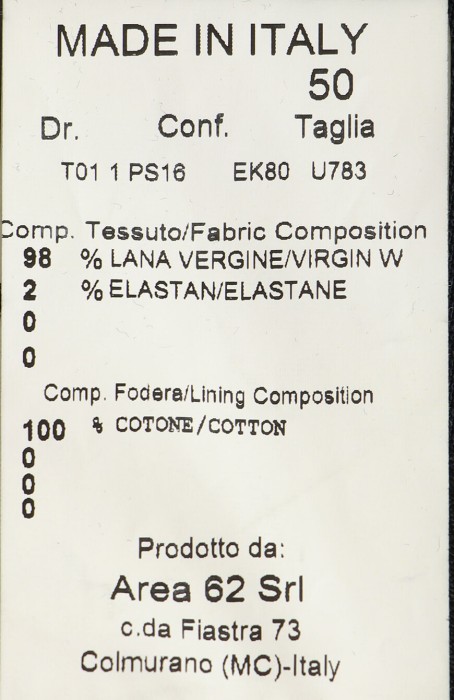 MADE IN ITALY
50
Dr. Conf. Taglia
T01 1 PS16 EK80 U783
Comp. Tessuto/Fabric Composition
98 % LANA VERGINE/VIRGIN W
2 % ELASTAN/ELASTANE
0
0
Comp. Fodera/Lining Composition
100 % COTONE/COTTON
0
0
0
Prodotto da:
Area 62 Srl
c.da Fiastra 73
Colmurano (MC)-Italy